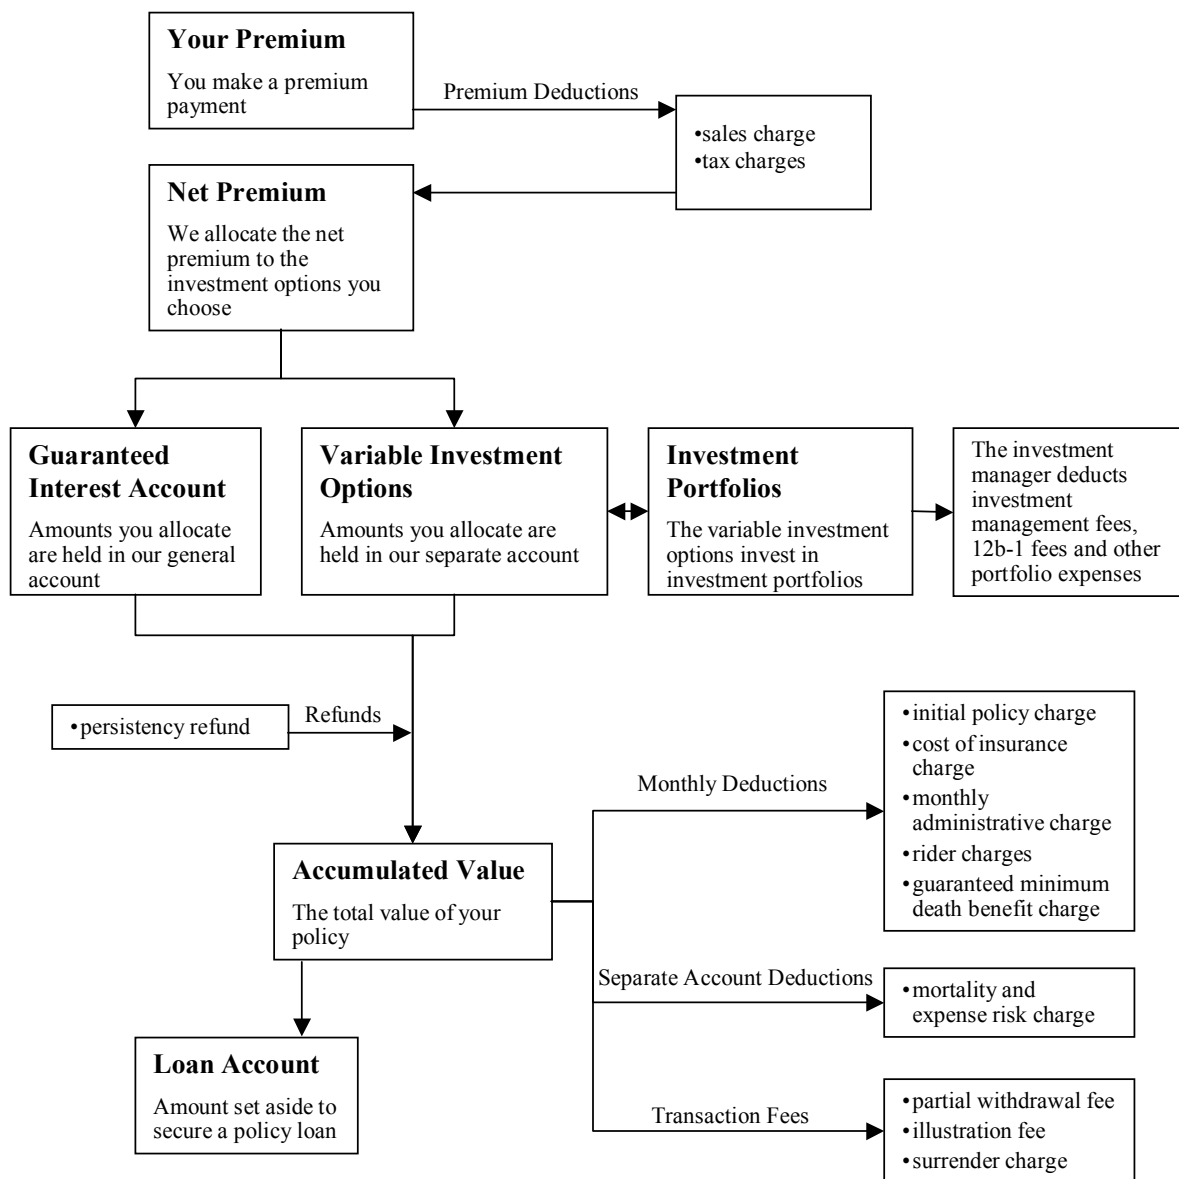 Your Premium
You make a premium
payment
Premium Deductions
•sales charge
•tax charges
Net Premium
We allocate the net
premium to the
investment options you
choose
Guaranteed
Interest Account
Amounts you allocate
are held in our general
account
Variable Investment
Options
Amounts you allocate are
held in our separate account
Investment
Portfolios
The variable investment
options invest in
investment portfolios
The investment
manager deducts
investment
management fees,
12b-1 fees and other
portfolio expenses
•persistency refund
Refunds
Accumulated Value
The total value of your
policy
Monthly Deductions
•initial policy charge
•cost of insurance
charge
•monthly
administrative charge
•rider charges
•guaranteed minimum
death benefit charge
Separate Account Deductions
•mortality and
expense risk charge
Loan Account
Amount set aside to
secure a policy loan
Transaction Fees
•partial withdrawal fee
•illustration fee
•surrender charge